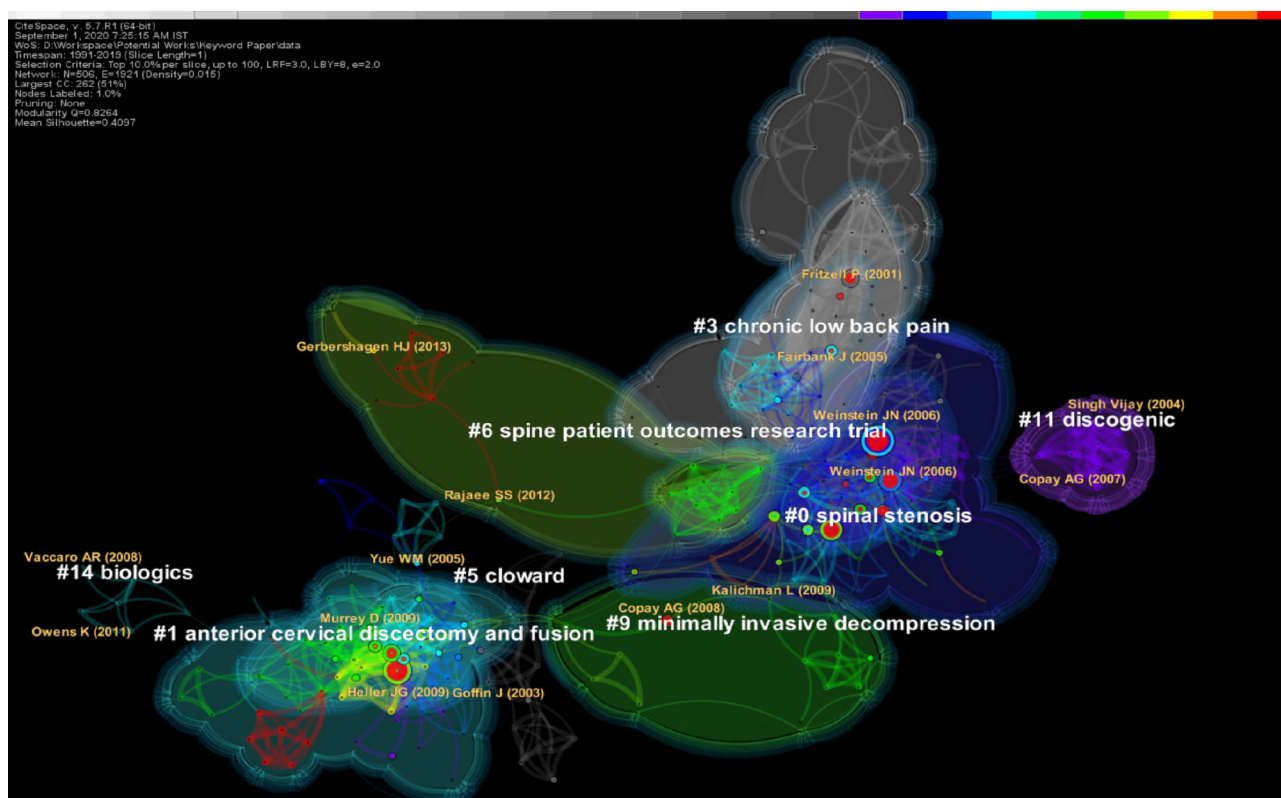 CiteSpace, v. 5.7.R1 (64-bit)
September 1, 2020 7:25:15 AM IST
WoS: D:\Workspace\Potential Works\Keyword Paper\data
Timespan: 1991-2019 (Slice Length=1)
Selection Criteria: Top 10.0% per slice, up to 100, LRF=3.0, LBY=8, e=2.0
Network: N=506, E=1921 (Density=0.015)
Largest CC: 262 (51%)
Nodes Labeled: 1.0%
Pruning: None
Modularity Q=0.8264
Mean Silhouette=0.4097
Fritzell P (2001)
#3 chronic low back pain
Gerbershagen HJ (2013)
Fairbank J (2005)
Singh Vijay (2004)
Weinstein JN (2006)
#11 discogenic
#6 spine patient outcomes research trial
Weinstein JN (2006)
Copay AG (2007)
Rajaee SS (2012)
#0 spinal stenosis
Vaccaro AR (2008)
Yue WM (2005)
#14 biologics
#5 cloward
Kalichman L (2009)
Copay AG (2008)
Murrey D (2009)
#9 minimally invasive decompression
Owens K (2011)
#1 anterior cervical discectomy and fusion
Heller JG (2009)
Goffin J (2003)